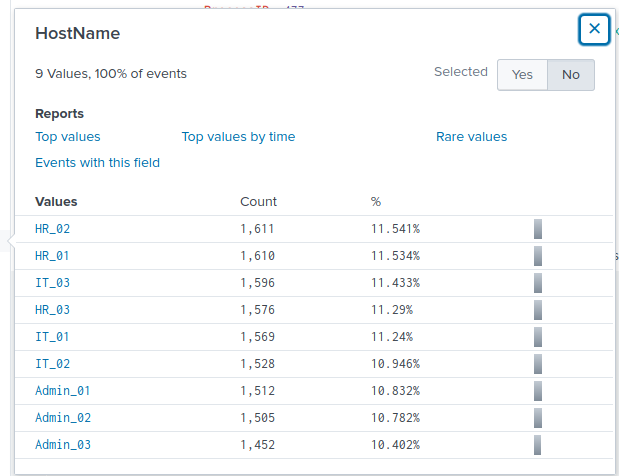 HostName
9 Values, 100% of events
Selected Yes No
Reports
Top values Top values by time Rare values
Events with this field
Values Count %
HR_02 1,611 11.541%
HR_01 1,610 11.534%
IT_03 1,596 11.433%
HR_03 1,576 11.29%
IT_01 1,569 11.24%
IT_02 1,528 10.946%
Admin_01 1,512 10.832%
Admin_02 1,505 10.782%
Admin_03 1,452 10.402%